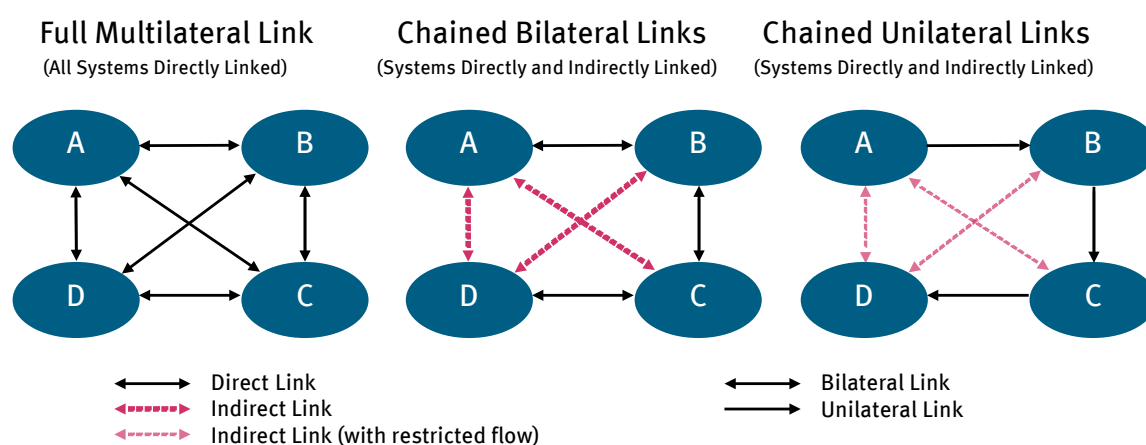 Full Multilateral Link
(All Systems Directly Linked)
Chained Bilateral Links
(Systems Directly and Indirectly Linked)
Chained Unilateral Links
(Systems Directly and Indirectly Linked)
A
B
D
C
A
B
D
C
A
B
D
C
Direct Link
Indirect Link
Indirect Link (with restricted flow)
Bilateral Link
Unilateral Link